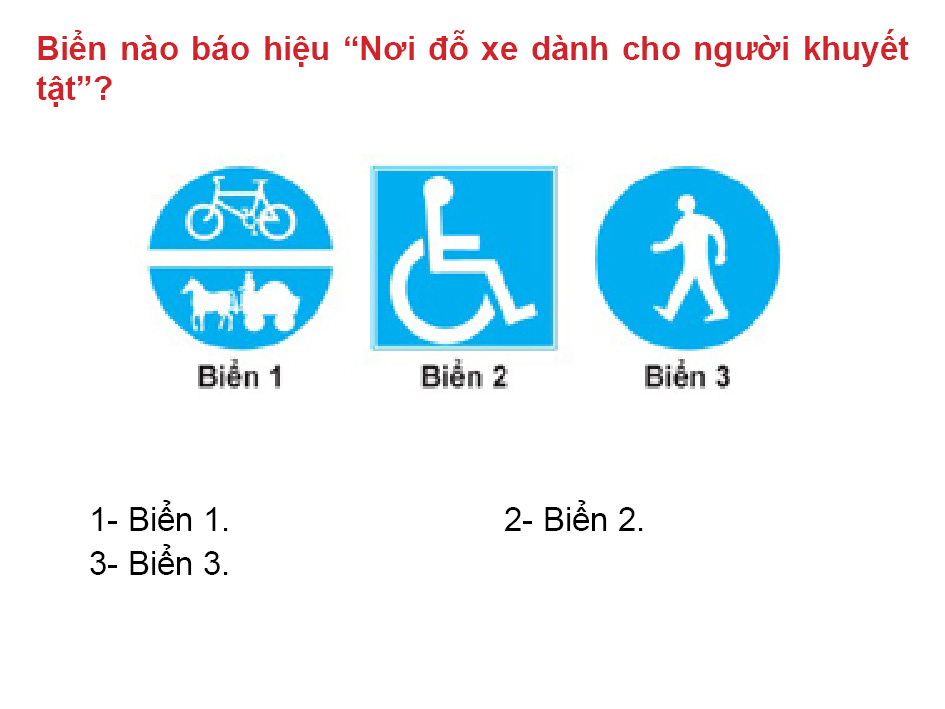 Biển nào báo hiệu “Nơi đỗ xe dành cho người khuyết
tật”?
Biển 1 Biển 2 Biển 3
1- Biển 1. 2- Biển 2.
3- Biển 3.